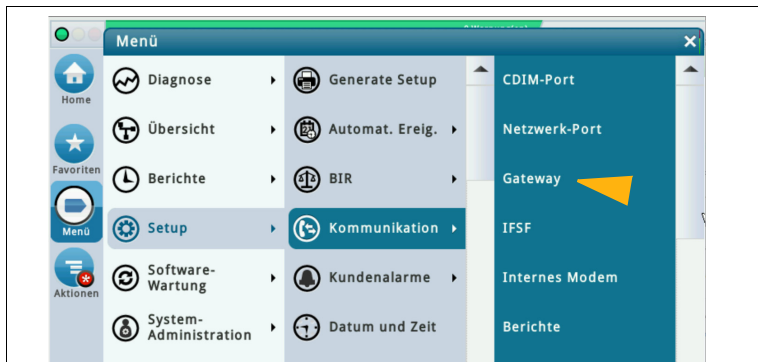 Menü
Home
Favoriten
Menü
Aktionen
Diagnose
Übersicht
Berichte
Setup
Software-
Wartung
System-
Administration
Generate Setup
Automat. Ereig.
BIR
Kommunikation
Kundenalarme
Datum und Zeit
CDIM-Port
Netzwerk-Port
Gateway
IFSF
Internes Modem
Berichte